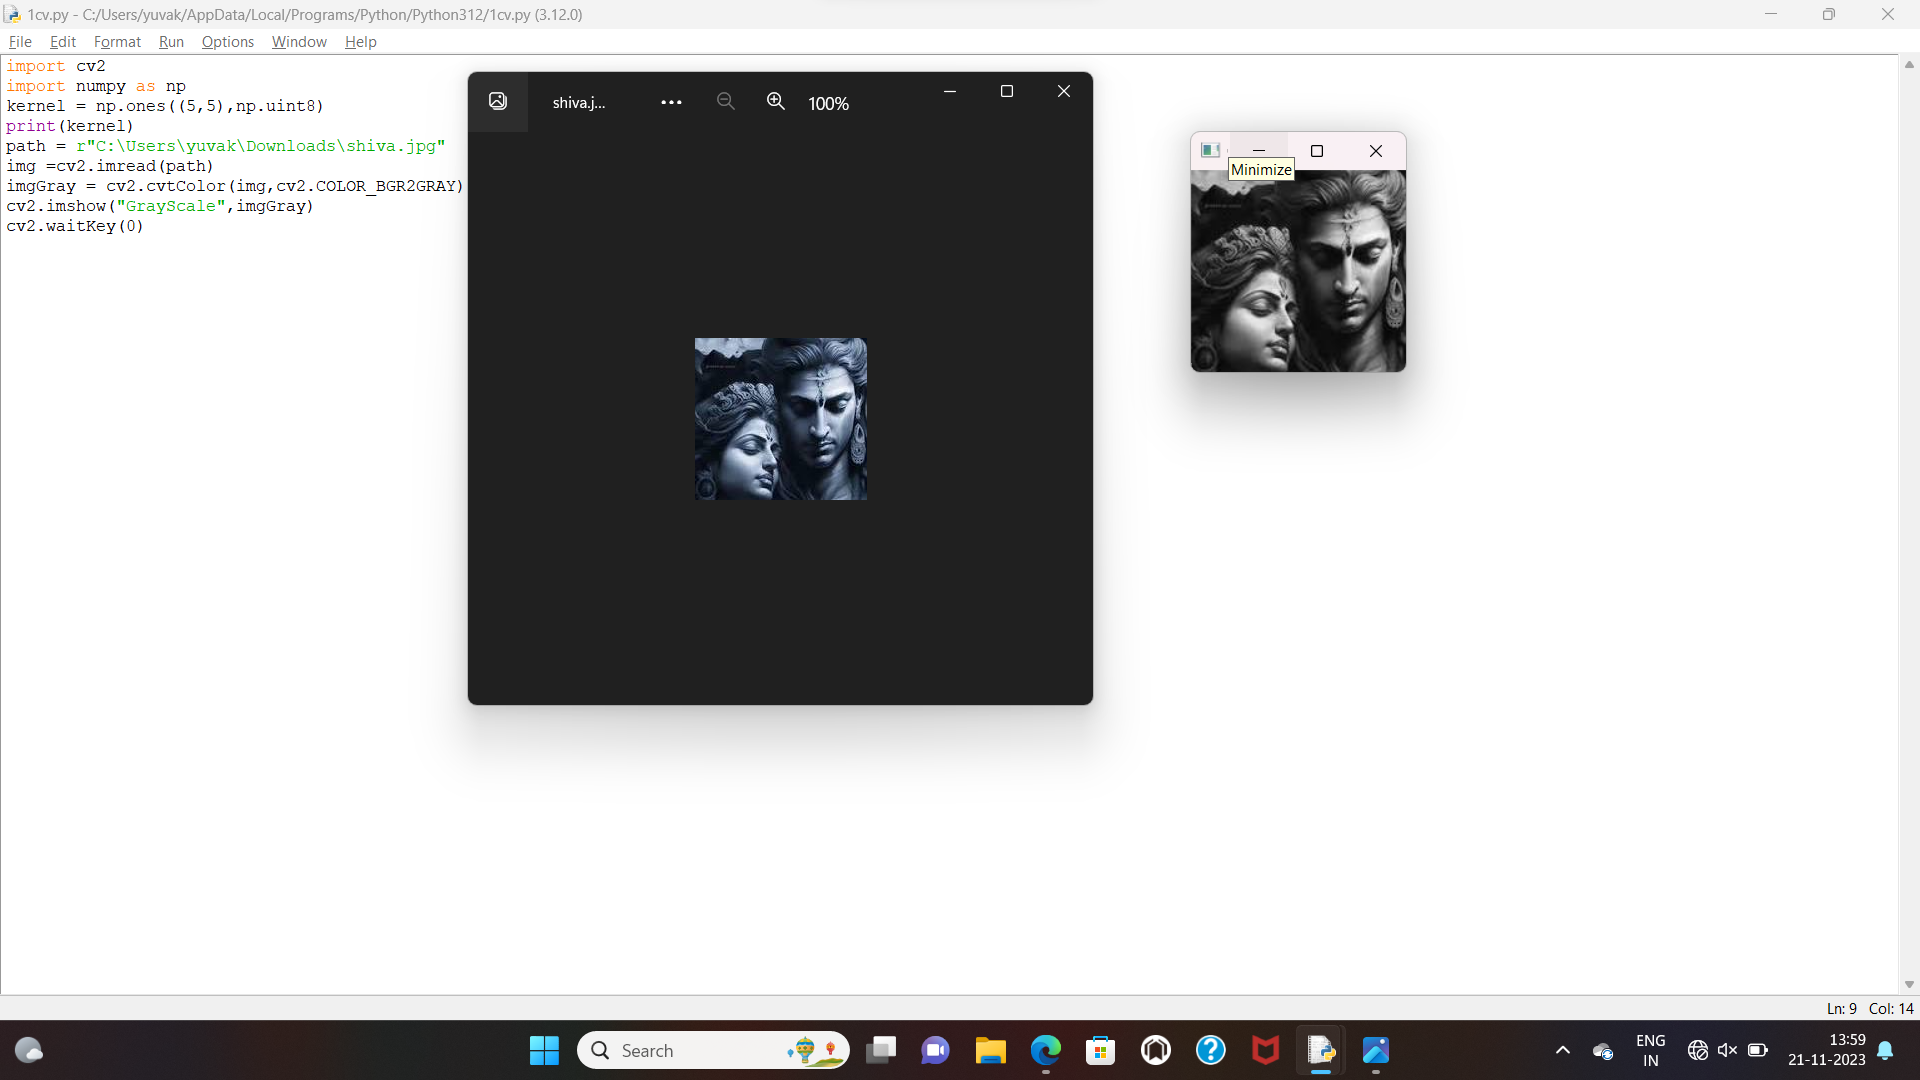 1cv.py - C:/Users/yuvak/AppData/Local/Programs/Python/Python312/1cv.py (3.12.0)
File Edit Format Run Options Window Help
import cv2
import numpy as np
kernel = np.ones((5,5),np.uint8)
print(kernel)
path = r"C:\Users\yuvak\Downloads\shiva.jpg"
img =cv2.imread(path)
imgGray = cv2.cvtColor(img,cv2.COLOR_BGR2GRAY)
cv2.imshow("GrayScale",imgGray)
cv2.waitKey(0)
shiva.j... 100%
Minimize
Ln: 9 Col: 14
Search
ENG
IN
13:59
21-11-2023